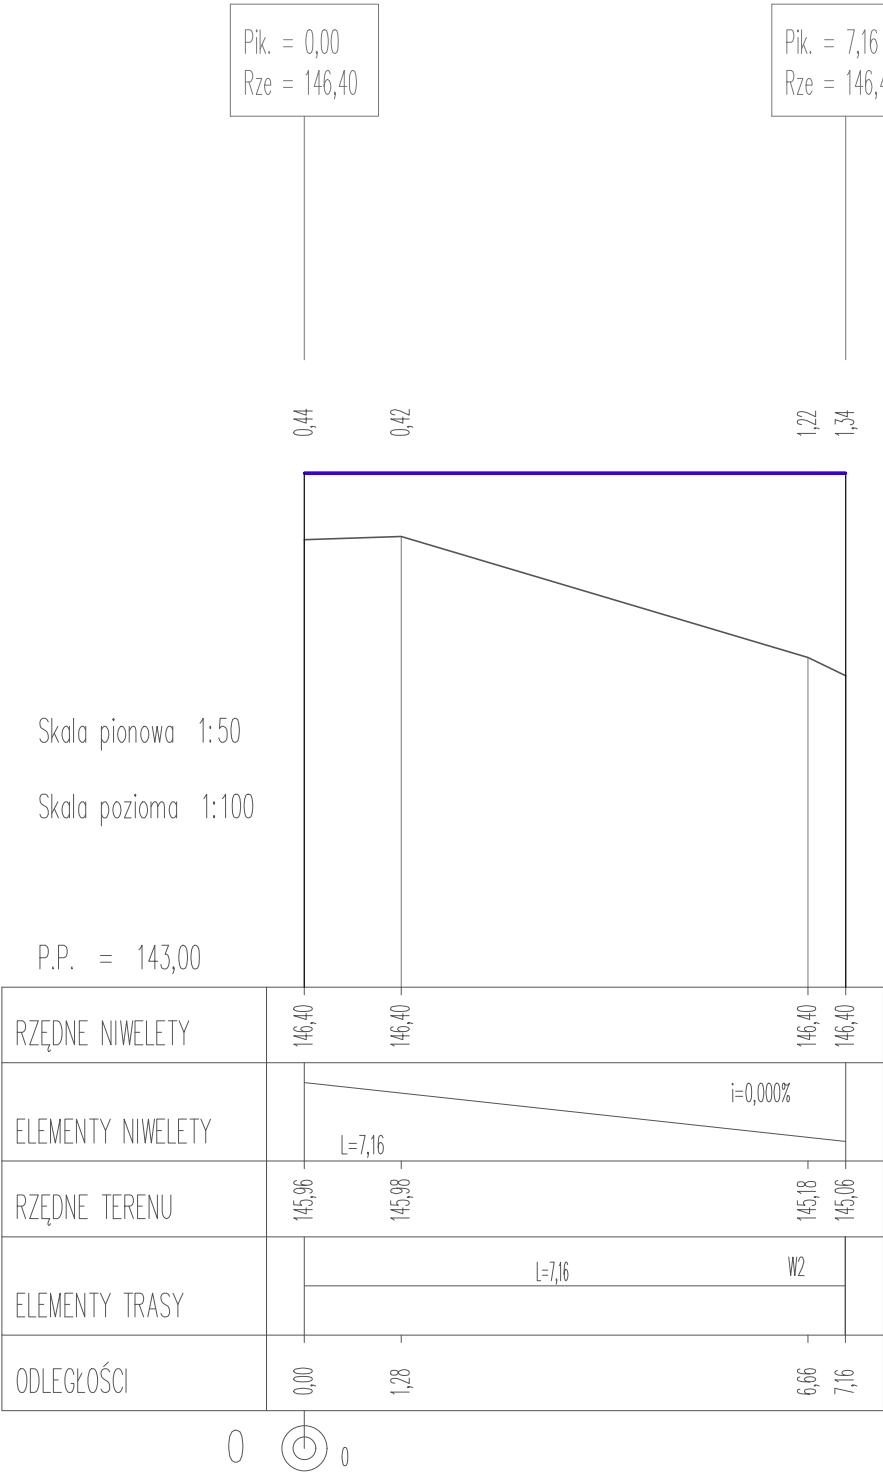 Pik. = 0,00
Rze = 146,40
Pik. = 7,16
Rze = 146,4
0,44
0,42
1,22
1,34
Skala pionowa 1:50
Skala pozioma 1:100
P.P. = 143,00
RZĘDNE NIWELETY
146,40
146,40
146,40
146,40
ELEMENTY NIWELETY
L=7,16
i=0,000%
RZĘDNE TERENU
145,96
145,98
145,18
145,06
ELEMENTY TRASY
L=7,16
W2
ODLEGŁOŚCI
0,00
1,28
6,66
7,16
0
0